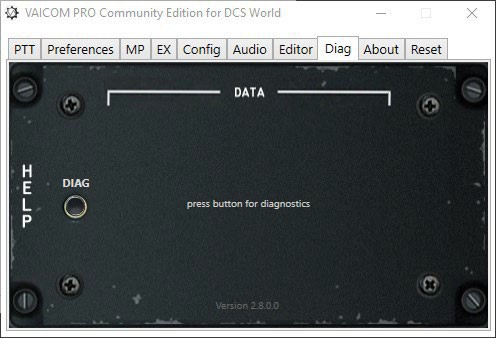 VAICOM PRO Community Edition for DCS World
PTT Preferences MP EX Config Audio Editor Diag About Reset
DATA
HELP
DIAG
press button for diagnostics
Version 2.8.0.0